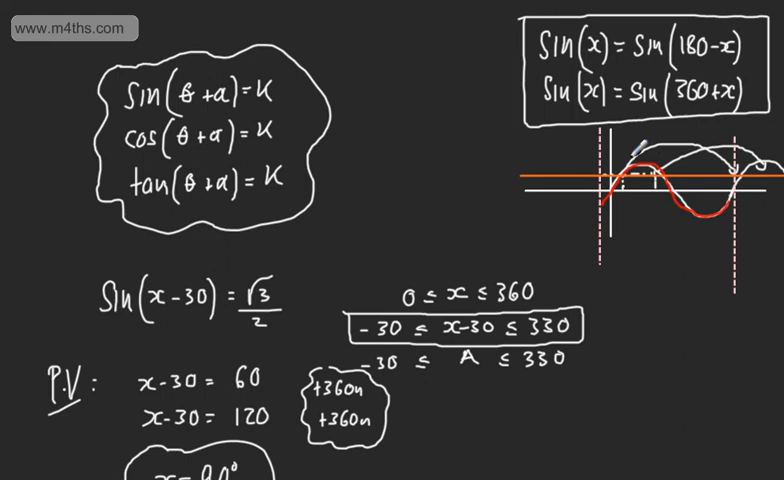 www.m4ths.com
sin(θ+a)=K
cos(θ+a)=K
tan(θ+a)=K
Sin(x)=Sin(180-x)
Sin(x)=Sin(360+x)
Sin(x-30)=√3/2
0 ≤ x ≤ 360
-30 ≤ x-30 ≤ 330
-30 ≤ A ≤ 330
P.V: x-30 = 60 +360n
x-30 = 120 +360n
x = 90°